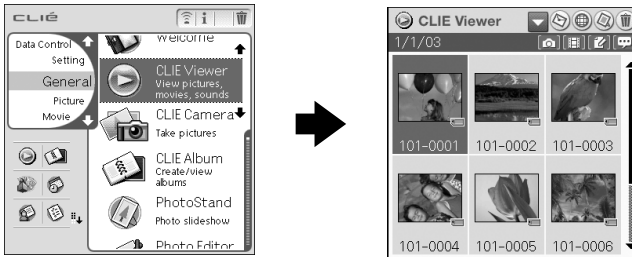 CLIÉ
Data Control
Setting
General
Picture
Movie
Welcome
CLIE Viewer
View pictures,
movies, sounds
CLIE Camera
Take pictures
CLIE Album
Create/view
albums
PhotoStand
Photo slideshow
Photo Editor
CLIE Viewer
1/1/03
101-0001 101-0002 101-0003
101-0004 101-0005 101-0006